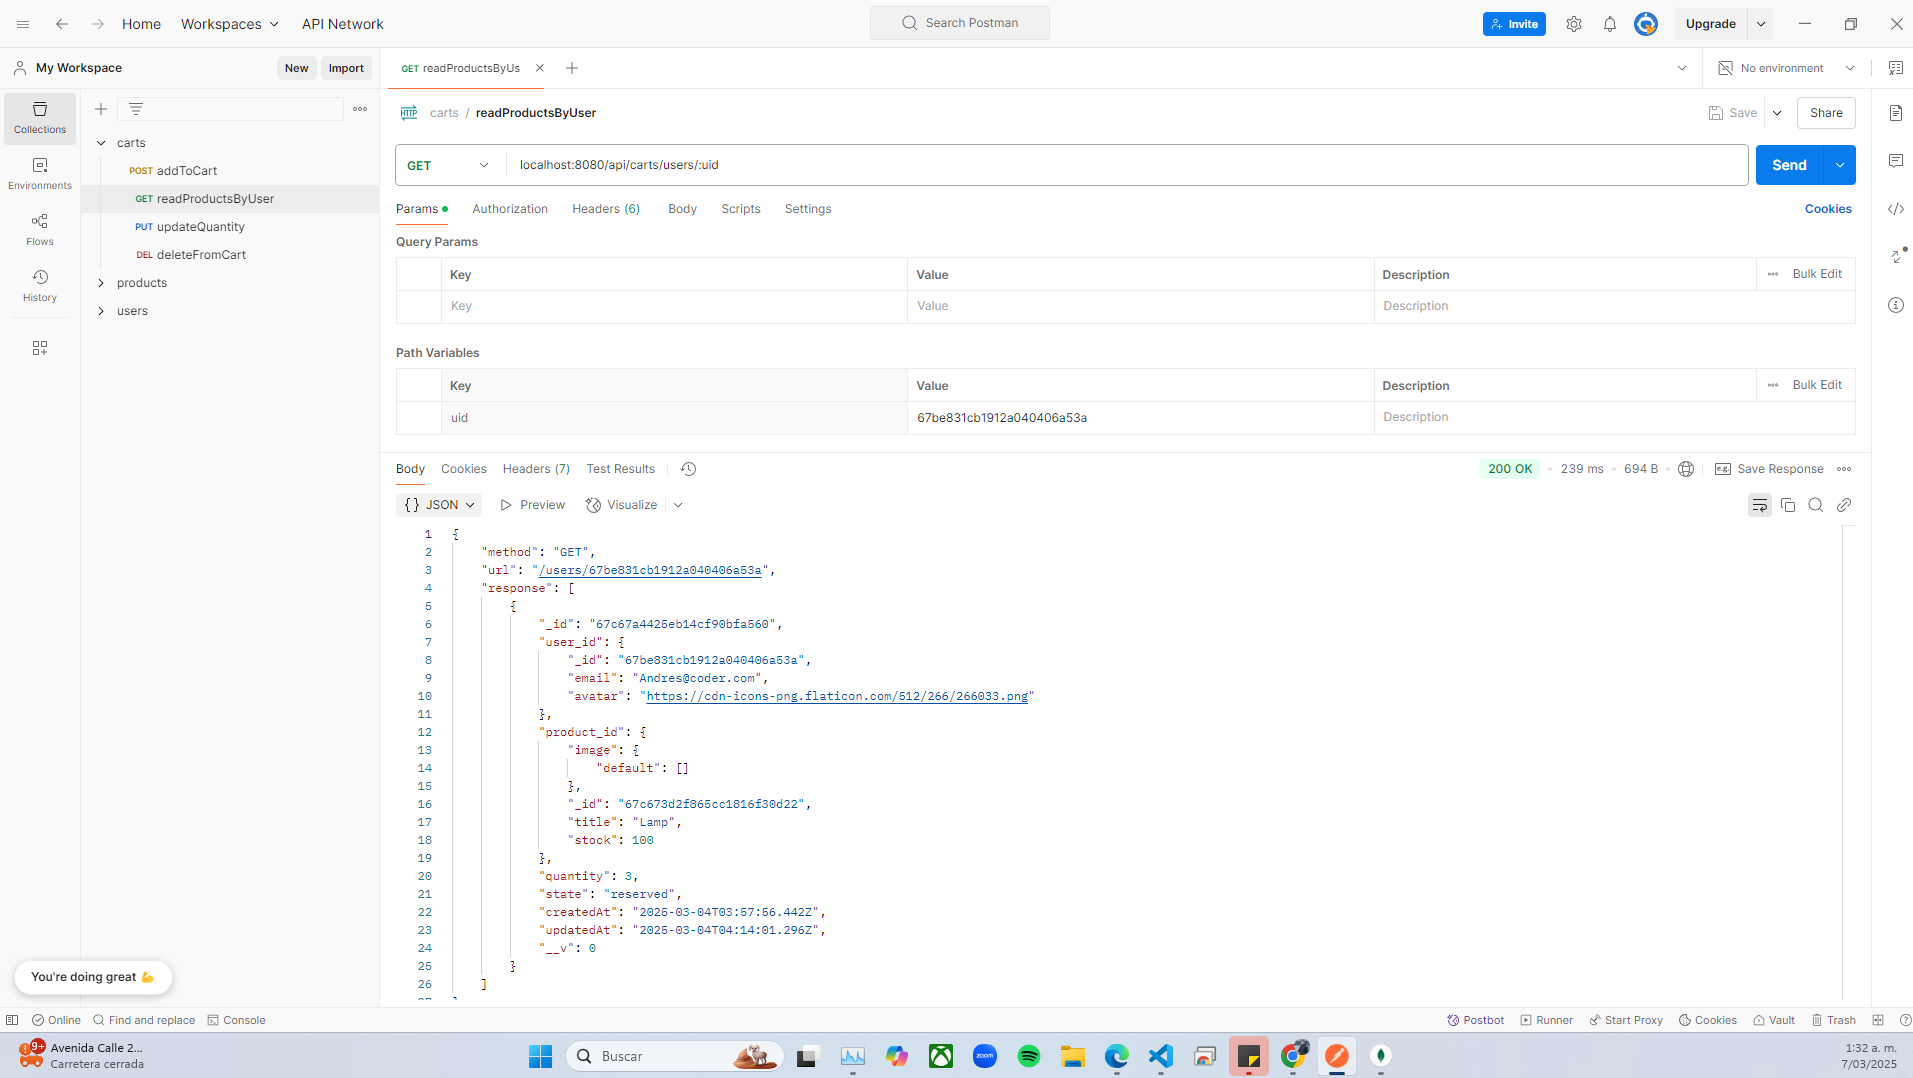 Home Workspaces API Network Search Postman Invite Upgrade
My Workspace New Import GET readProductsByUs No environment
Collections
Environments
Flows
History
carts
POST addToCart
GET readProductsByUser
PUT updateQuantity
DEL deleteFromCart
products
users
HTTP carts / readProductsByUser Save Share
GET localhost:8080/api/carts/users/:uid Send
Params Authorization Headers (6) Body Scripts Settings Cookies
Query Params
Key Value Description Bulk Edit
Key Value Description
Path Variables
Key Value Description Bulk Edit
uid 67be831cb1912a040406a53a Description
Body Cookies Headers (7) Test Results 200 OK 239 ms 694 B e.g. Save Response
{} JSON Preview Visualize
1 {
2 "method": "GET",
3 "url": "/users/67be831cb1912a040406a53a",
4 "response": [
5 {
6 "_id": "67c67a4425eb14cf90bfa560",
7 "user_id": {
8 "_id": "67be831cb1912a040406a53a",
9 "email": "Andres@coder.com",
10 "avatar": "https://cdn-icons-png.flaticon.com/512/266/266033.png"
11 },
12 "product_id": {
13 "image": {
14 "default": []
15 },
16 "_id": "67c673d2f865cc1816f30d22",
17 "title": "Lamp",
18 "stock": 100
19 },
20 "quantity": 3,
21 "state": "reserved",
22 "createdAt": "2025-03-04T03:57:56.442Z",
23 "updatedAt": "2025-03-04T04:14:01.296Z",
24 "__v": 0
25 }
26 ]
You're doing great 💪
Online Find and replace Console Postbot Runner Start Proxy Cookies Vault Trash
9+ Avenida Calle 2...
Carretera cerrada
Buscar
zoom
1:32 a. m.
7/03/2025